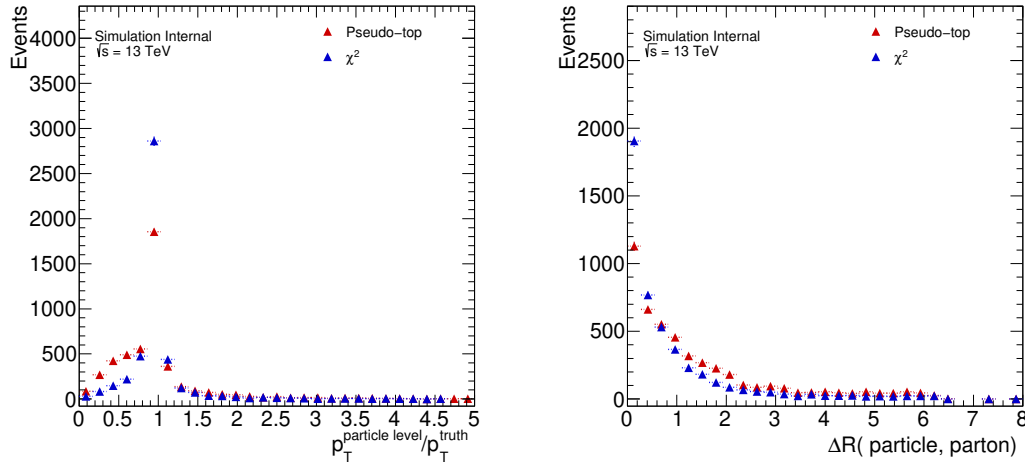 Events
4000
3500
3000
2500
2000
1500
1000
500
0
Simulation Internal
√s = 13 TeV
Pseudo-top
χ²
0 0.5 1 1.5 2 2.5 3 3.5 4 4.5 5
p_T^particle level/p_T^truth
Events
2500
2000
1500
1000
500
0
Simulation Internal
√s = 13 TeV
Pseudo-top
χ²
0 1 2 3 4 5 6 7 8
ΔR( particle, parton)